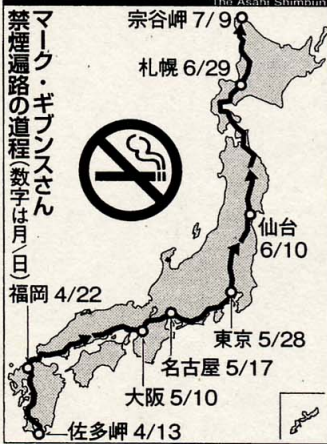 The Asahi Shimbun
マーク・ギブンスさん
禁煙遍路の道程(数字は月/日)
宗谷岬 7/9
札幌 6/29
仙台
6/10
東京 5/28
名古屋 5/17
大阪 5/10
福岡 4/22
佐多岬 4/13